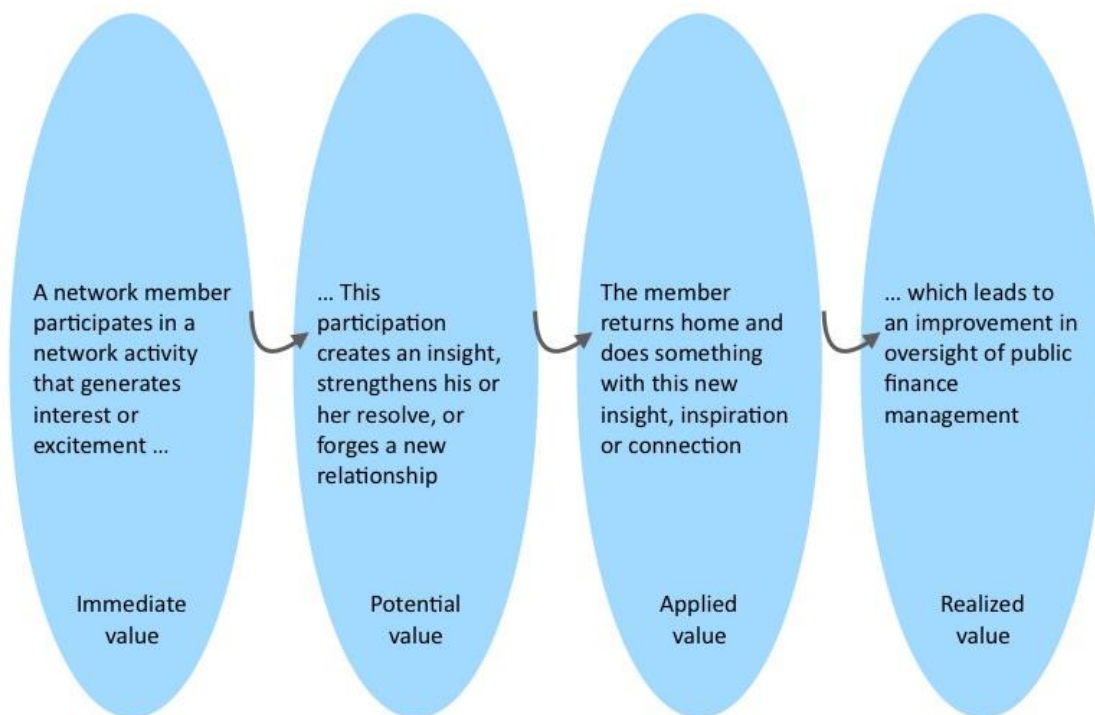 A network member
participates in a
network activity
that generates
interest or
excitement ...
Immediate
value
... This
participation
creates an insight,
strengthens his or
her resolve, or
forges a new
relationship
Potential
value
The member
returns home and
does something
with this new
insight, inspiration
or connection
Applied
value
... which leads to
an improvement in
oversight of public
finance
management
Realized
value